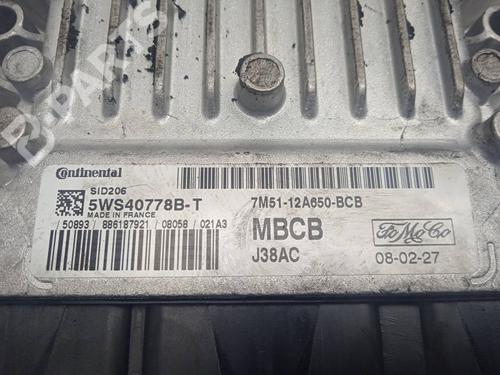 B-PARTS
Continental
SID206
5WS40778B-T
MADE IN FRANCE
50893/ 886187921 /08058 /021A3
7M51-12A650-BCB
MBCB
J38AC
FoMoCo
08-02-27